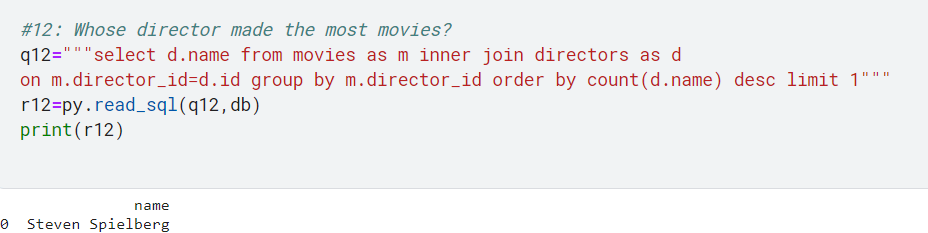 #12: Whose director made the most movies?
q12="""select d.name from movies as m inner join directors as d
on m.director_id=d.id group by m.director_id order by count(d.name) desc limit 1"""
r12=py.read_sql(q12,db)
print(r12)
name
0  Steven Spielberg